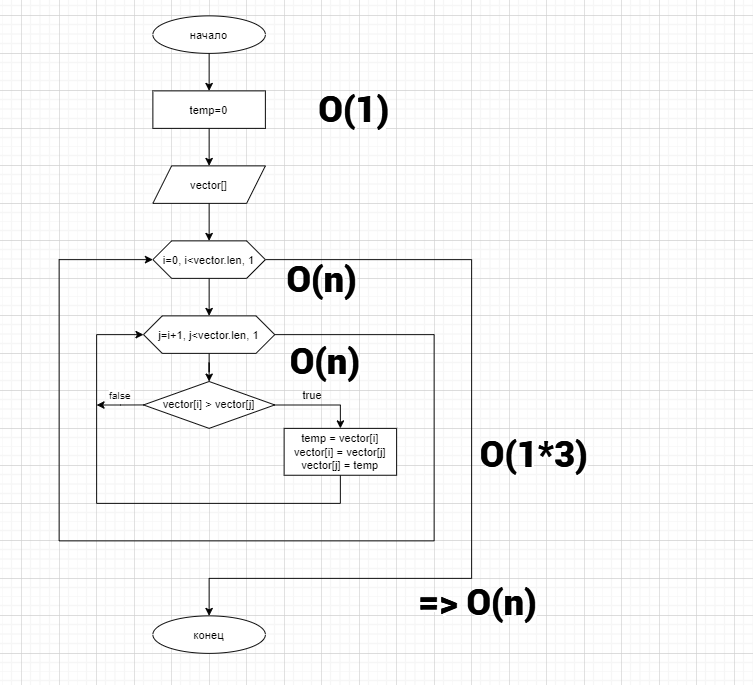 начало
temp=0
O(1)
vector[]
i=0, i<vector.len, 1
O(n)
j=i+1, j<vector.len, 1
O(n)
false
vector[i] > vector[j]
true
temp = vector[i]
vector[i] = vector[j]
vector[j] = temp
O(1*3)
=> O(n)
конец